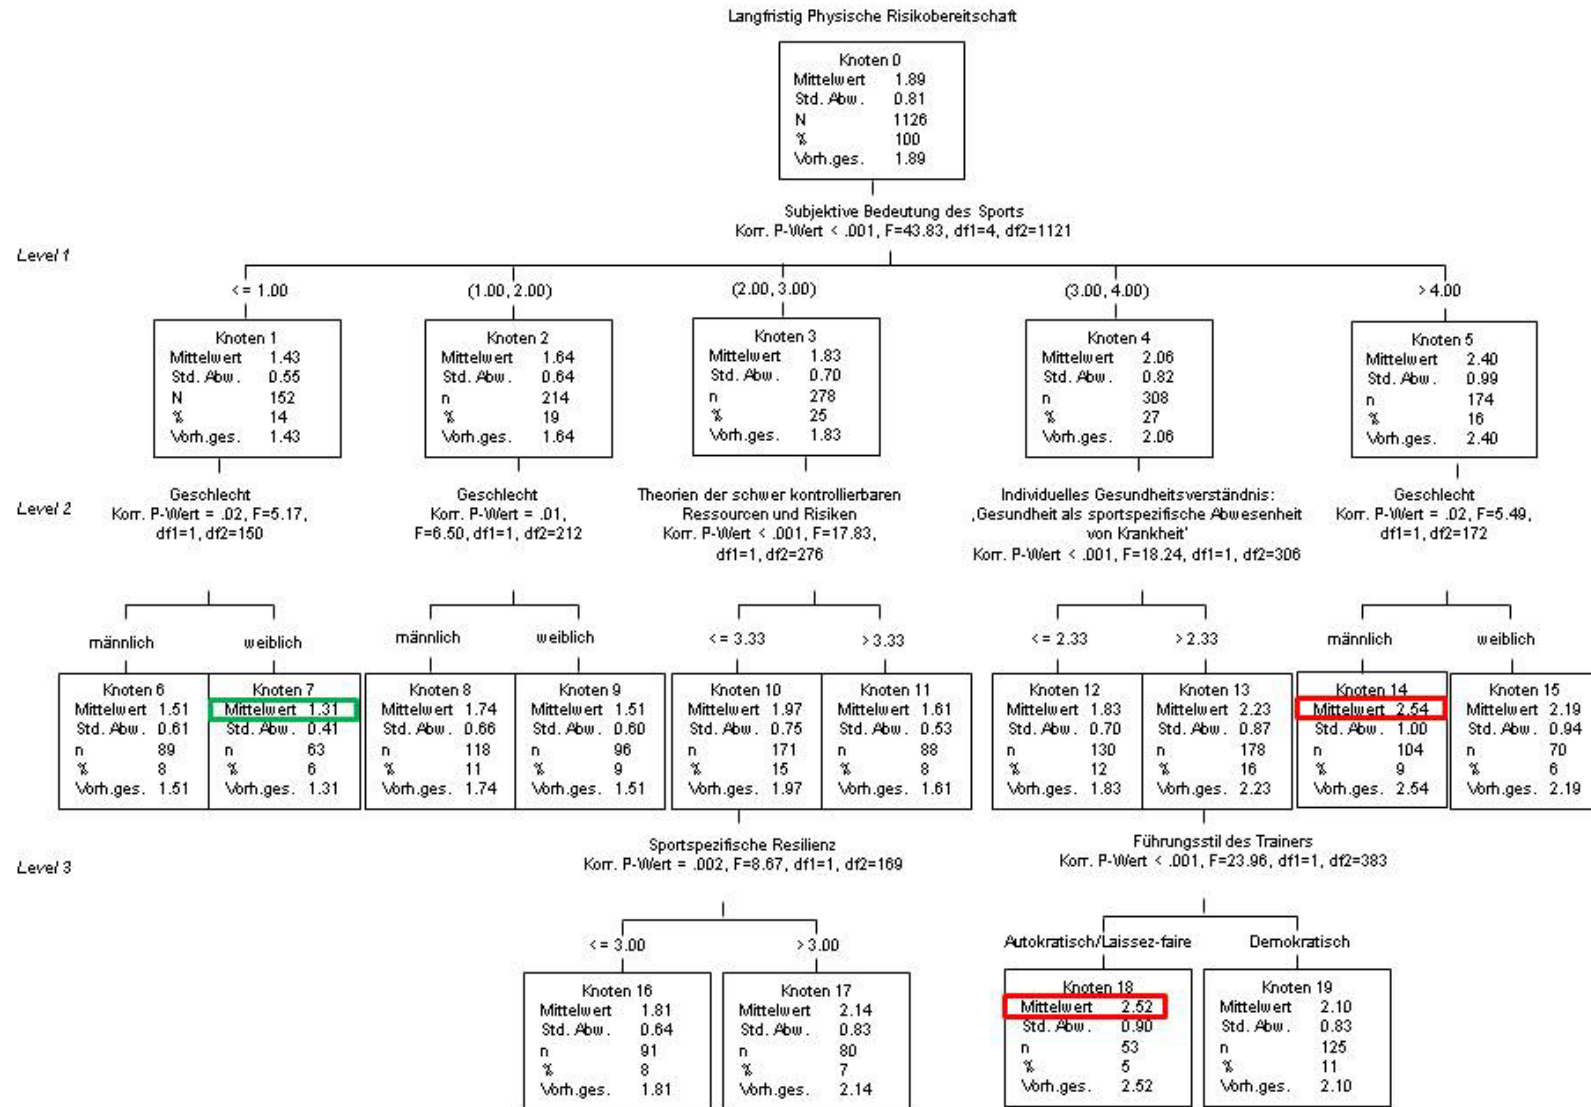 Langfristig Physische Risikobereitschaft
Knoten 0
Mittelwert 1.89
Std. Abw. 0.81
N 1126
% 100
Vorh.ges. 1.89
Subjektive Bedeutung des Sports
Korr. P-Wert < .001, F=43.83, df1=4, df2=1121
Level 1
<= 1.00
(1.00, 2.00)
(2.00, 3.00)
(3.00, 4.00)
> 4.00
Knoten 1
Mittelwert 1.43
Std. Abw. 0.55
N 152
% 14
Vorh.ges. 1.43
Knoten 2
Mittelwert 1.64
Std. Abw. 0.64
n 214
% 19
Vorh.ges. 1.64
Knoten 3
Mittelwert 1.83
Std. Abw. 0.70
n 278
% 25
Vorh.ges. 1.83
Knoten 4
Mittelwert 2.06
Std. Abw. 0.82
n 308
% 27
Vorh.ges. 2.06
Knoten 5
Mittelwert 2.40
Std. Abw. 0.99
n 174
% 16
Vorh.ges. 2.40
Level 2
Geschlecht
Korr. P-Wert = .02, F=5.17,
df1=1, df2=150
Geschlecht
Korr. P-Wert = .01,
F=6.50, df1=1, df2=212
Theorien der schwer kontrollierbaren
Ressourcen und Risiken
Korr. P-Wert < .001, F=17.83,
df1=1, df2=276
Individuelles Gesundheitsverständnis:
‚Gesundheit als sportspezifische Abwesenheit
von Krankheit'
Korr. P-Wert < .001, F=18.24, df1=1, df2=306
Geschlecht
Korr. P-Wert = .02, F=5.49,
df1=1, df2=172
männlich
weiblich
männlich
weiblich
<= 3.33
> 3.33
<= 2.33
> 2.33
männlich
weiblich
Knoten 6
Mittelwert 1.51
Std. Abw. 0.61
n 89
% 8
Vorh.ges. 1.51
Knoten 7
Mittelwert 1.31
Std. Abw. 0.41
n 63
% 6
Vorh.ges. 1.31
Knoten 8
Mittelwert 1.74
Std. Abw. 0.66
n 118
% 11
Vorh.ges. 1.74
Knoten 9
Mittelwert 1.51
Std. Abw. 0.60
n 96
% 9
Vorh.ges. 1.51
Knoten 10
Mittelwert 1.97
Std. Abw. 0.75
n 171
% 15
Vorh.ges. 1.97
Knoten 11
Mittelwert 1.61
Std. Abw. 0.53
n 88
% 8
Vorh.ges. 1.61
Knoten 12
Mittelwert 1.83
Std. Abw. 0.70
n 130
% 12
Vorh.ges. 1.83
Knoten 13
Mittelwert 2.23
Std. Abw. 0.87
n 178
% 16
Vorh.ges. 2.23
Knoten 14
Mittelwert 2.54
Std. Abw. 1.00
n 104
% 9
Vorh.ges. 2.54
Knoten 15
Mittelwert 2.19
Std. Abw. 0.94
n 70
% 6
Vorh.ges. 2.19
Level 3
Sportspezifische Resilienz
Korr. P-Wert = .002, F=8.67, df1=1, df2=169
Führungsstil des Trainers
Korr. P-Wert < .001, F=23.96, df1=1, df2=383
<= 3.00
> 3.00
Autokratisch/Laissez-faire
Demokratisch
Knoten 16
Mittelwert 1.81
Std. Abw. 0.64
n 91
% 8
Vorh.ges. 1.81
Knoten 17
Mittelwert 2.14
Std. Abw. 0.83
n 80
% 7
Vorh.ges. 2.14
Knoten 18
Mittelwert 2.52
Std. Abw. 0.90
n 53
% 5
Vorh.ges. 2.52
Knoten 19
Mittelwert 2.10
Std. Abw. 0.83
n 125
% 11
Vorh.ges. 2.10